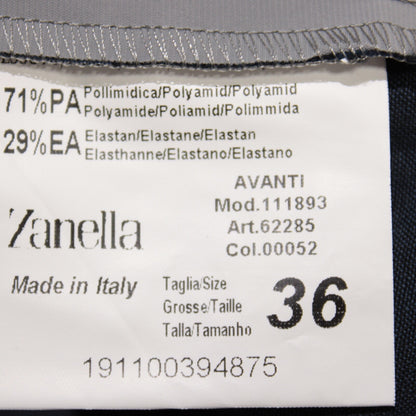 71%PA Pollimidica/Polyamid/Polyamid
Polyamide/Poliamid/Polimmida
29%EA Elastan/Elastane/Elastan
Elasthanne/Elastano/Elastano
AVANTI
Mod.111893
Zanella Art.62285
Col.00052
Made in Italy
Taglia/Size
Grosse/Taille
Talla/Tamanho
36
191100394875